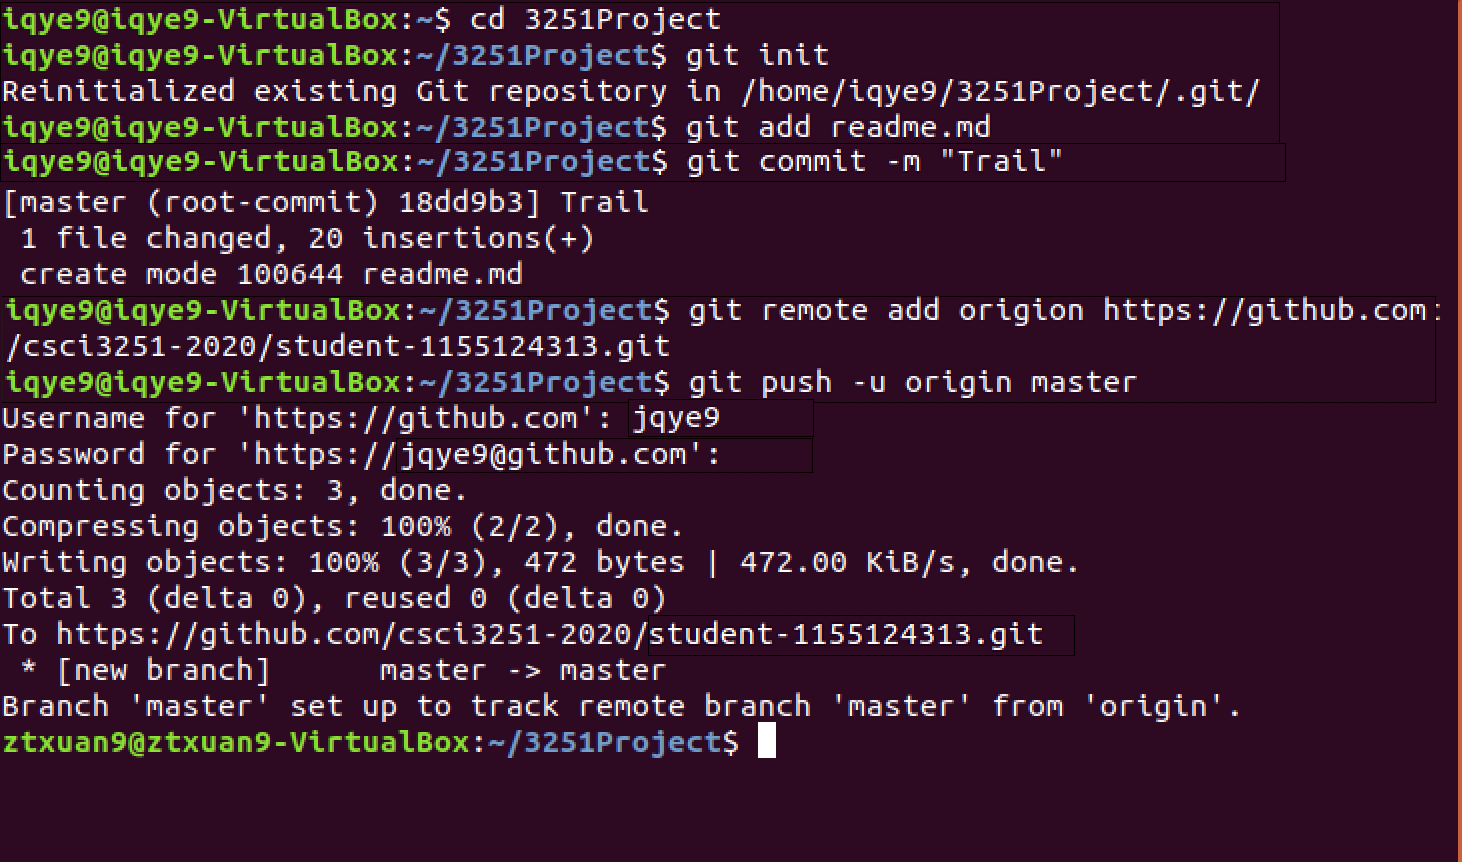 iqye9@iqye9-VirtualBox:~$ cd 3251Project
iqye9@iqye9-VirtualBox:~/3251Project$ git init
Reinitialized existing Git repository in /home/iqye9/3251Project/.git/
iqye9@iqye9-VirtualBox:~/3251Project$ git add readme.md
iqye9@iqye9-VirtualBox:~/3251Project$ git commit -m "Trail"
[master (root-commit) 18dd9b3] Trail
 1 file changed, 20 insertions(+)
 create mode 100644 readme.md
iqye9@iqye9-VirtualBox:~/3251Project$ git remote add origion https://github.com:
/csci3251-2020/student-1155124313.git
iqye9@iqye9-VirtualBox:~/3251Project$ git push -u origin master
Username for 'https://github.com': jqye9
Password for 'https://jqye9@github.com':
Counting objects: 3, done.
Compressing objects: 100% (2/2), done.
Writing objects: 100% (3/3), 472 bytes | 472.00 KiB/s, done.
Total 3 (delta 0), reused 0 (delta 0)
To https://github.com/csci3251-2020/student-1155124313.git
 * [new branch]      master -> master
Branch 'master' set up to track remote branch 'master' from 'origin'.
ztxuan9@ztxuan9-VirtualBox:~/3251Project$